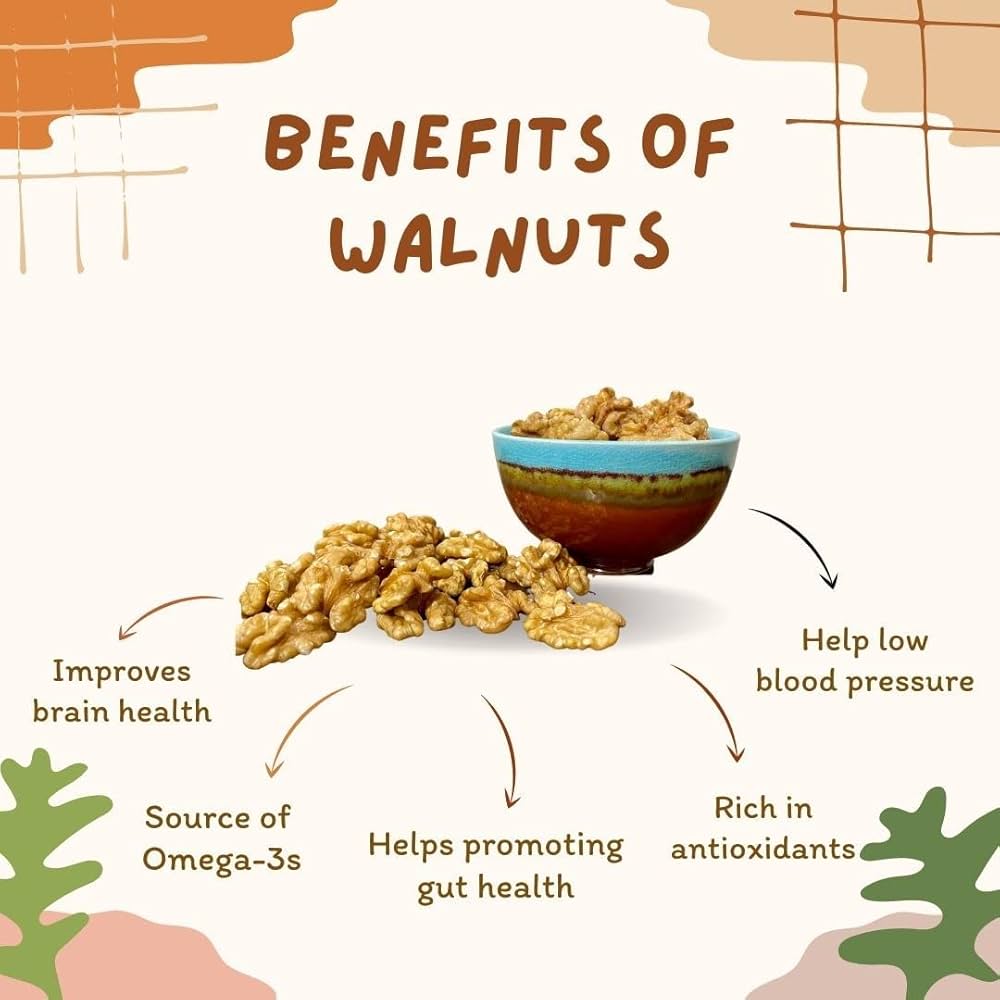 BENEFITS OF
WALNUTS
Help low
blood pressure
Improves
brain health
Source of
Omega-3s
Helps promoting
gut health
Rich in
antioxidants